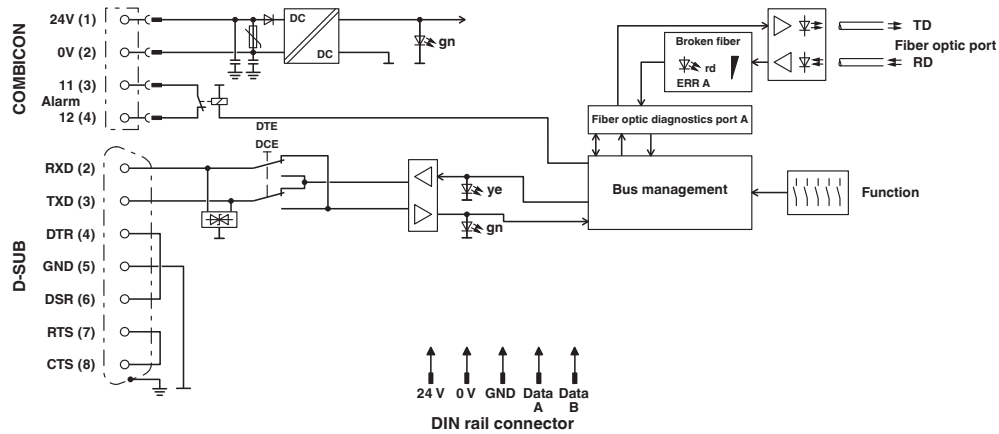 COMBICON
24V (1)
0V (2)
11 (3)
Alarm
12 (4)
DC
DC
gn
Broken fiber
rd
ERR A
TD
Fiber optic port
RD
Fiber optic diagnostics port A
Bus management
Function
D-SUB
RXD (2)
TXD (3)
DTR (4)
GND (5)
DSR (6)
RTS (7)
CTS (8)
DTE
DCE
ye
gn
24 V
0 V
GND
Data
A
Data
B
DIN rail connector